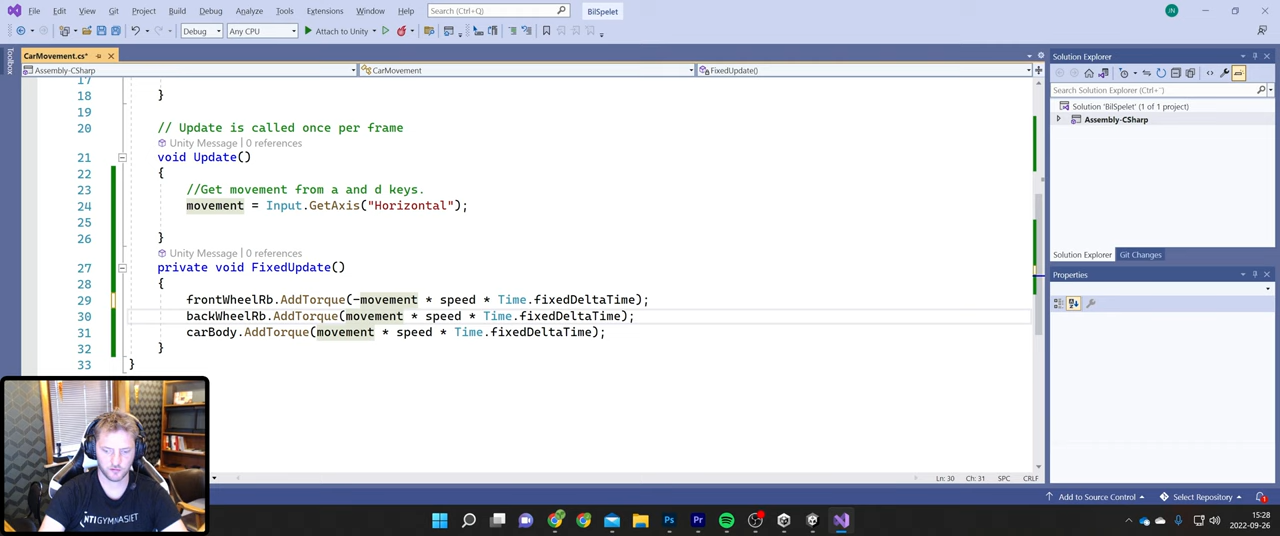 File Edit View Git Project Build Debug Analyze Tools Extensions Window Help Search (Ctrl+Q) BilSpelet JN
Debug Any CPU Attach to Unity
Toolbox
CarMovement.cs*
Assembly-CSharp CarMovement FixedUpdate()
17
18 }
19
20 // Update is called once per frame
Unity Message | 0 references
21 void Update()
22 {
23 //Get movement from a and d keys.
24 movement = Input.GetAxis("Horizontal");
25
26 }
Unity Message | 0 references
27 private void FixedUpdate()
28 {
29 frontWheelRb.AddTorque(-movement * speed * Time.fixedDeltaTime);
30 backWheelRb.AddTorque(movement * speed * Time.fixedDeltaTime);
31 carBody.AddTorque(movement * speed * Time.fixedDeltaTime);
32 }
33 }
Solution Explorer
Search Solution Explorer (Ctrl+¨)
Solution 'BilSpelet' (1 of 1 project)
Assembly-CSharp
Solution Explorer Git Changes
Properties
NTI GYMNASIET
Ln: 30 Ch: 31 SPC CRLF
Add to Source Control Select Repository
15:28
2022-09-26